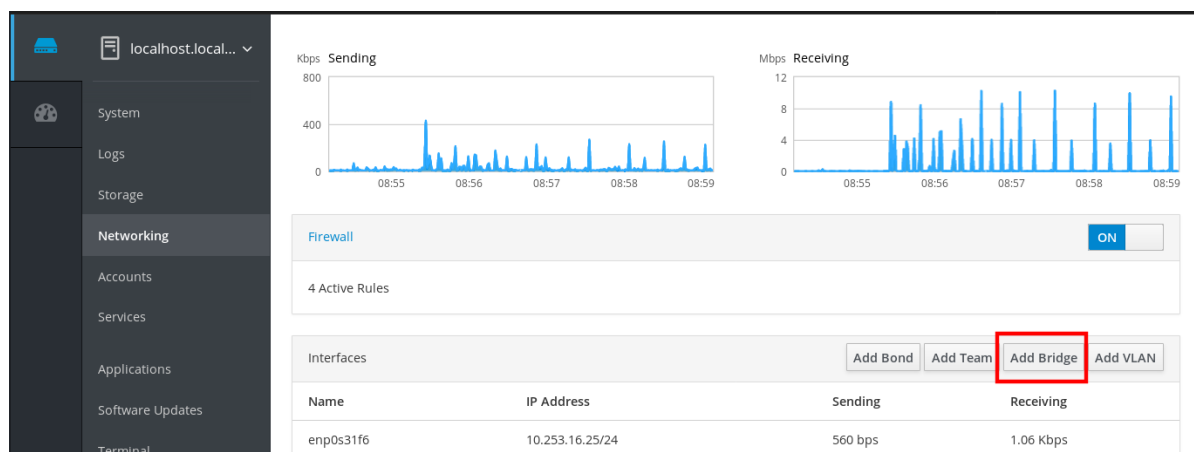 localhost.local...
System
Logs
Storage
Networking
Accounts
Services
Applications
Software Updates
Terminal
Kbps Sending
800
400
0
08:55 08:56 08:57 08:58 08:59
Mbps Receiving
12
8
4
0
08:55 08:56 08:57 08:58 08:59
Firewall ON
4 Active Rules
Interfaces Add Bond Add Team Add Bridge Add VLAN
Name IP Address Sending Receiving
enp0s31f6 10.253.16.25/24 560 bps 1.06 Kbps